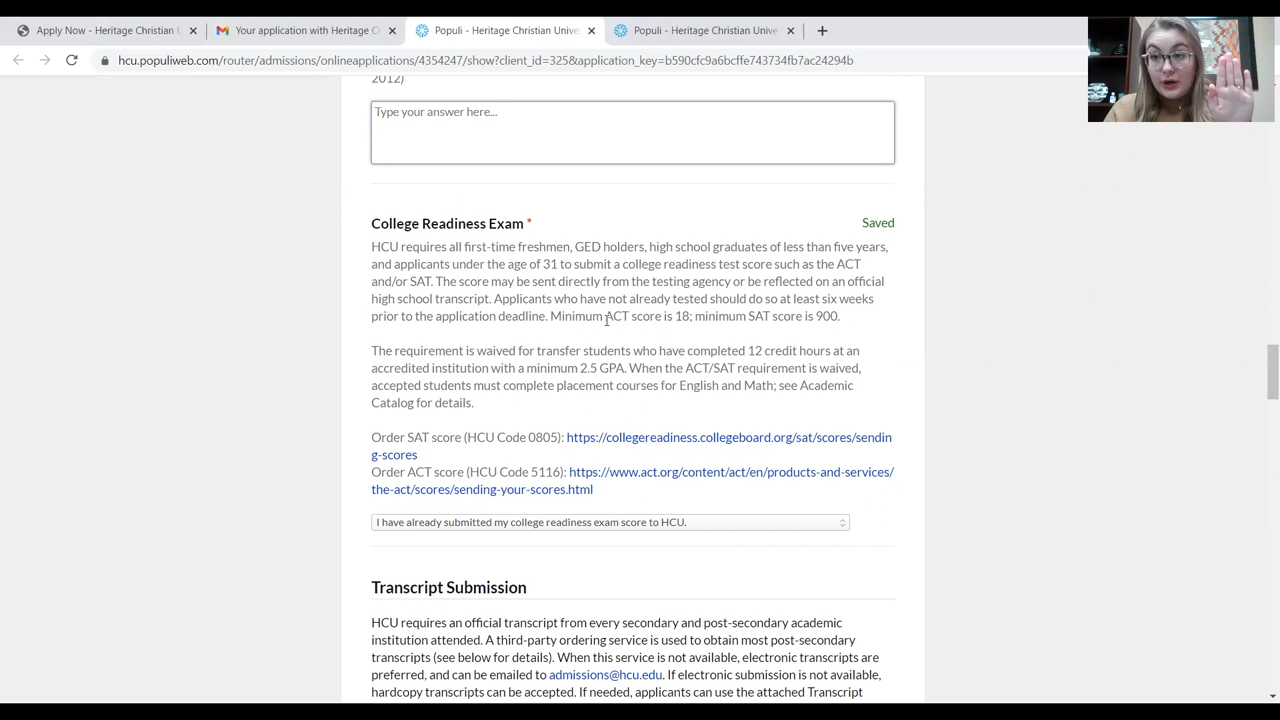 Apply Now - Heritage Christian U
Your application with Heritage C
Populi - Heritage Christian Unive
Populi - Heritage Christian Unive
hcu.populiweb.com/router/admissions/onlineapplications/4354247/show?client_id=325&application_key=b590cfc9a6bcffe743734fb7ac24294b
2012)
Type your answer here...
College Readiness Exam *
Saved
HCU requires all first-time freshmen, GED holders, high school graduates of less than five years,
and applicants under the age of 31 to submit a college readiness test score such as the ACT
and/or SAT. The score may be sent directly from the testing agency or be reflected on an official
high school transcript. Applicants who have not already tested should do so at least six weeks
prior to the application deadline. Minimum ACT score is 18; minimum SAT score is 900.
The requirement is waived for transfer students who have completed 12 credit hours at an
accredited institution with a minimum 2.5 GPA. When the ACT/SAT requirement is waived,
accepted students must complete placement courses for English and Math; see Academic
Catalog for details.
Order SAT score (HCU Code 0805): https://collegereadiness.collegeboard.org/sat/scores/sendin
g-scores
Order ACT score (HCU Code 5116): https://www.act.org/content/act/en/products-and-services/
the-act/scores/sending-your-scores.html
I have already submitted my college readiness exam score to HCU.
Transcript Submission
HCU requires an official transcript from every secondary and post-secondary academic
institution attended. A third-party ordering service is used to obtain most post-secondary
transcripts (see below for details). When this service is not available, electronic transcripts are
preferred, and can be emailed to admissions@hcu.edu. If electronic submission is not available,
hardcopy transcripts can be accepted. If needed, applicants can use the attached Transcript